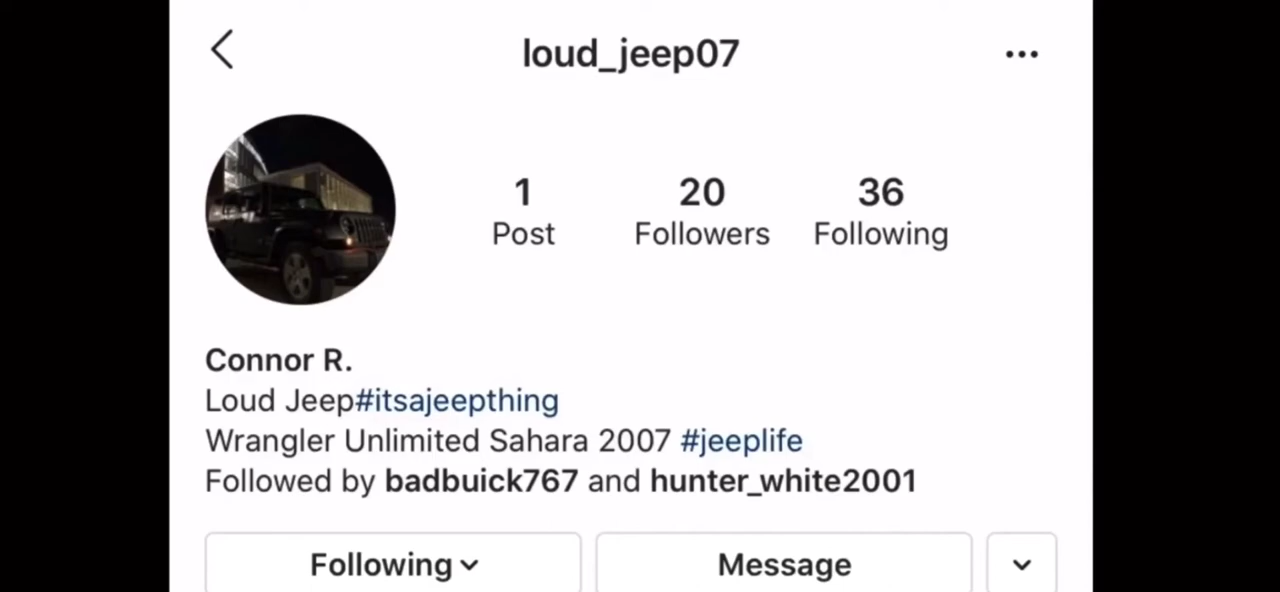 loud_jeep07
1 20 36
Post Followers Following
Connor R.
Loud Jeep#itsajeepthing
Wrangler Unlimited Sahara 2007 #jeeplife
Followed by badbuick767 and hunter_white2001
Following Message